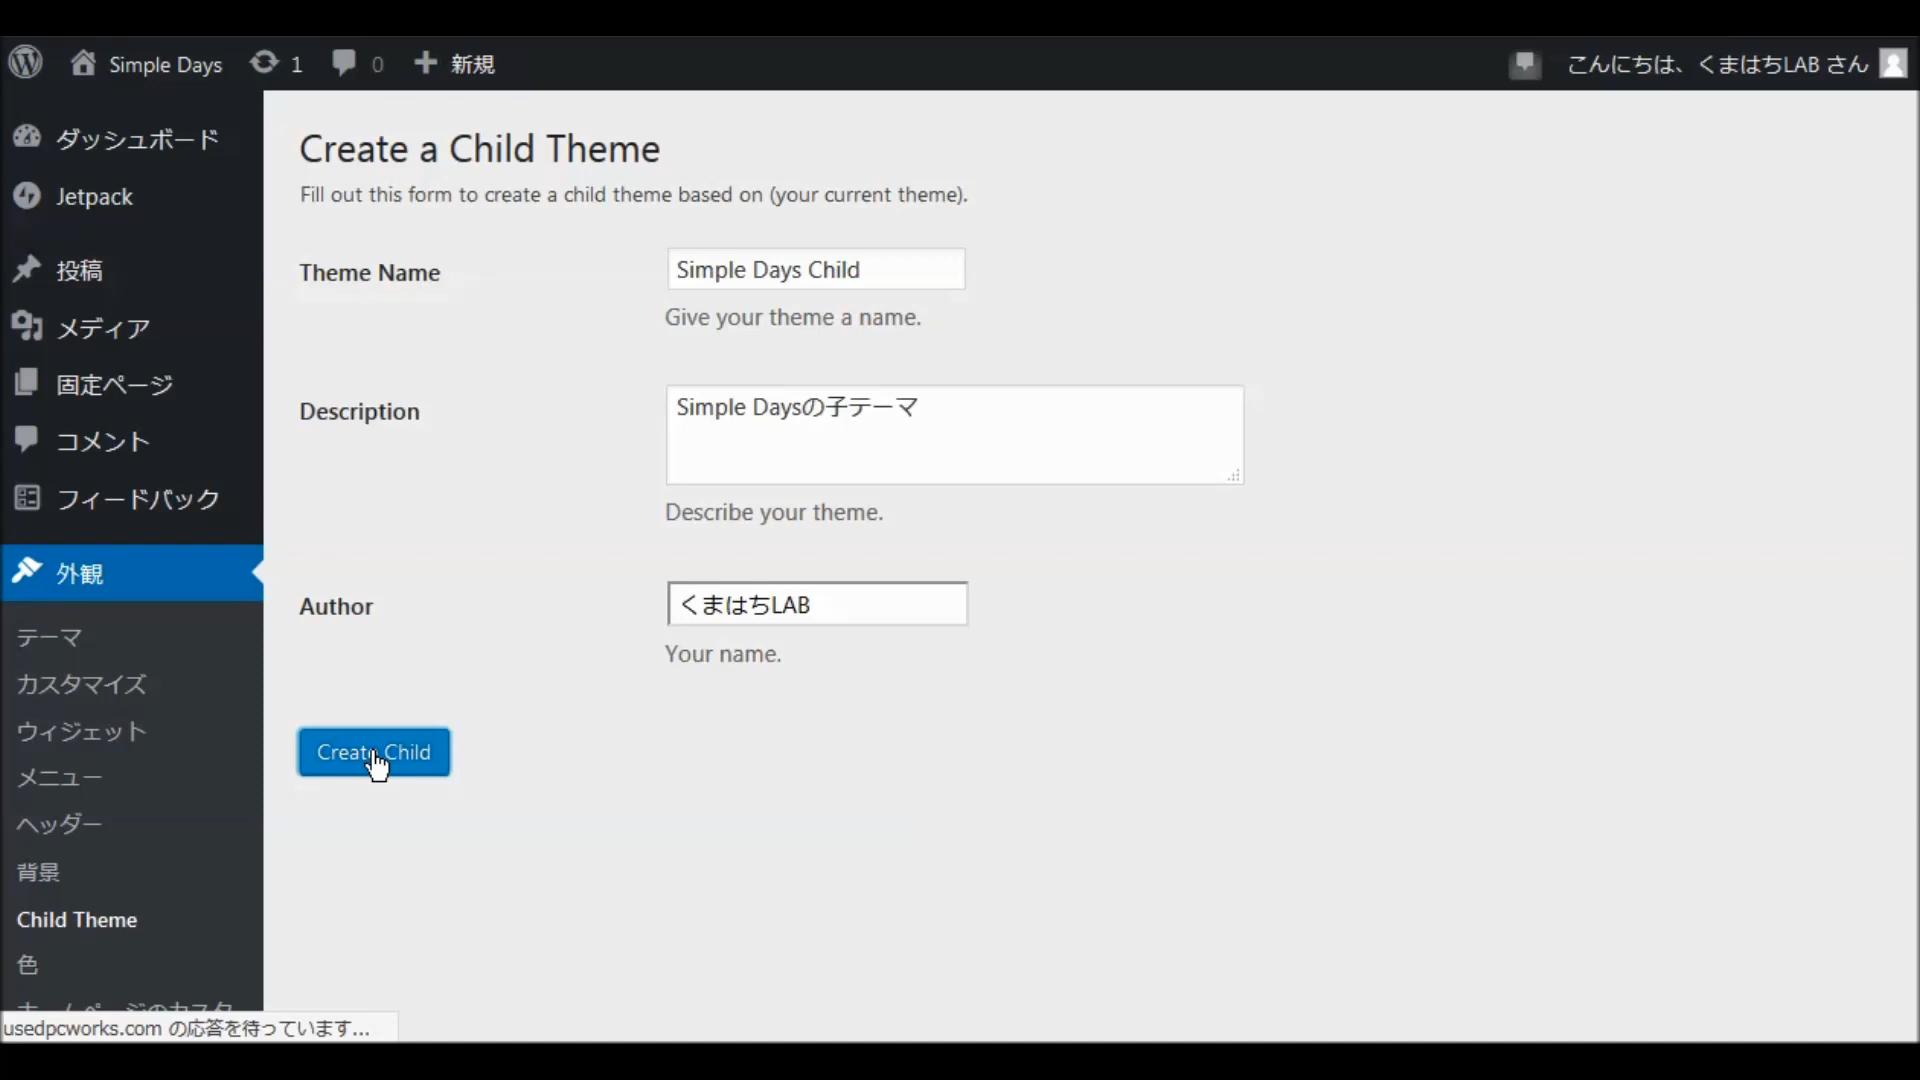 Simple Days 1 0 新規 こんにちは、くまはちLAB さん
ダッシュボード
Jetpack
投稿
メディア
固定ページ
コメント
フィードバック
外観
テーマ
カスタマイズ
ウィジェット
メニュー
ヘッダー
背景
Child Theme
色
Create a Child Theme
Fill out this form to create a child theme based on (your current theme).
Theme Name
Simple Days Child
Give your theme a name.
Description
Simple Daysの子テーマ
Describe your theme.
Author
くまはちLAB
Your name.
Create Child
usedpcworks.com の応答を待っています...